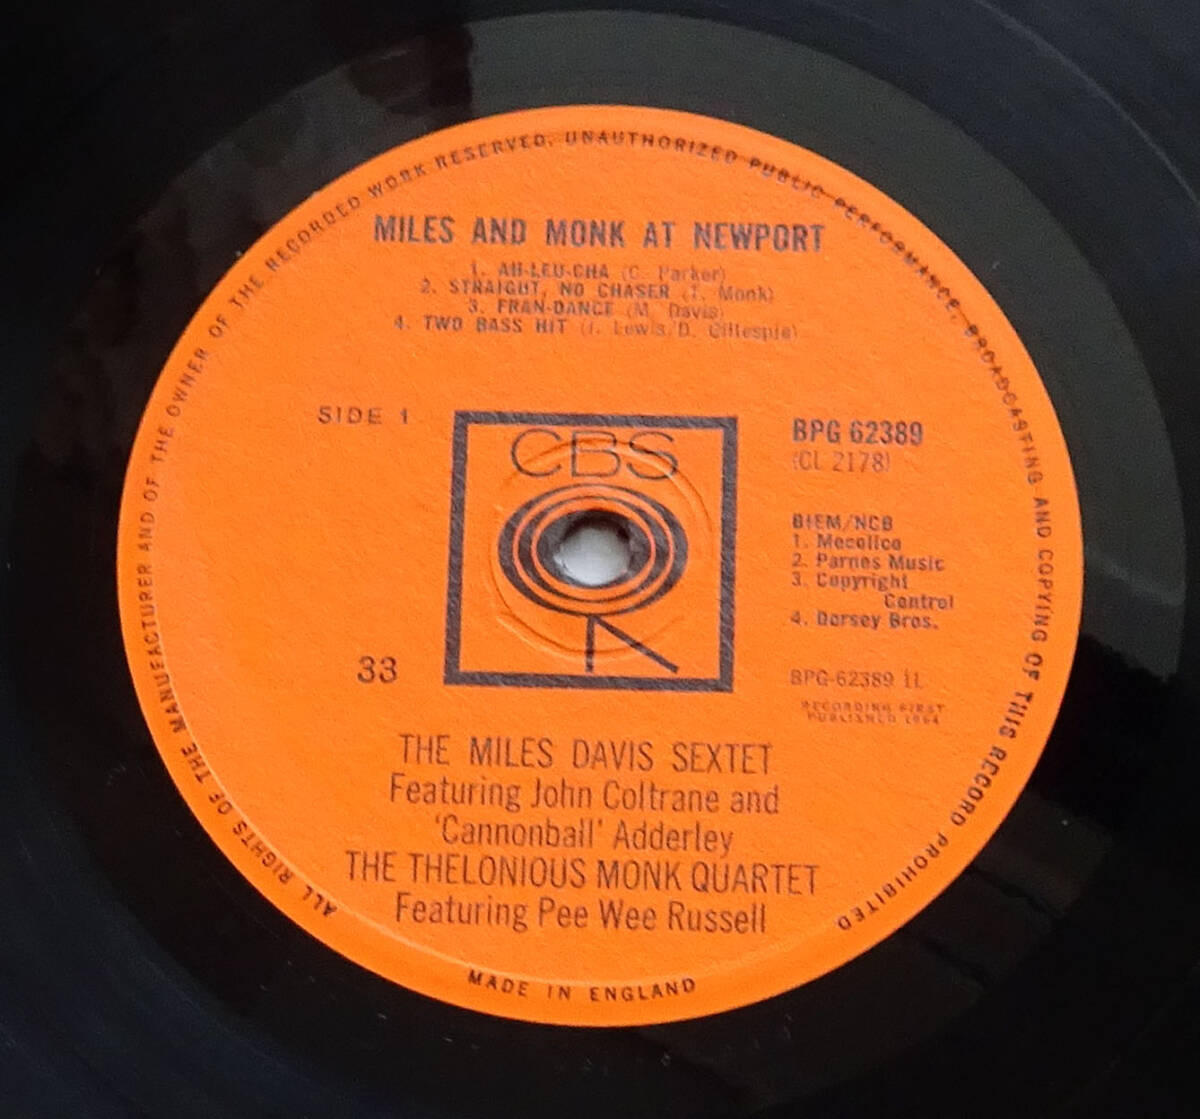 ALL RIGHTS OF THE MANUFACTURER AND OF THE OWNER OF THE RECORDED WORK RESERVED. UNAUTHORIZED PUBLIC PERFORMANCE, BROADCASTING AND COPYING OF THIS RECORD PROHIBITED
MILES AND MONK AT NEWPORT
1. AH-LEU-CHA (C. Parker)
2. STRAIGHT, NO CHASER (T. Monk)
3. FRAN-DANCE (M. Davis)
4. TWO BASS HIT (J. Lewis/D. Gillespie)
SIDE 1
CBS
BPG 62389
(CL 2178)
BIEM/NCB
1. Mecolico
2. Parnes Music
3. Copyright
Control
4. Dorsey Bros.
33
BPG-62389 1L
RECORDING FIRST
PUBLISHED 1964
THE MILES DAVIS SEXTET
Featuring John Coltrane and
'Cannonball' Adderley
THE THELONIOUS MONK QUARTET
Featuring Pee Wee Russell
MADE IN ENGLAND